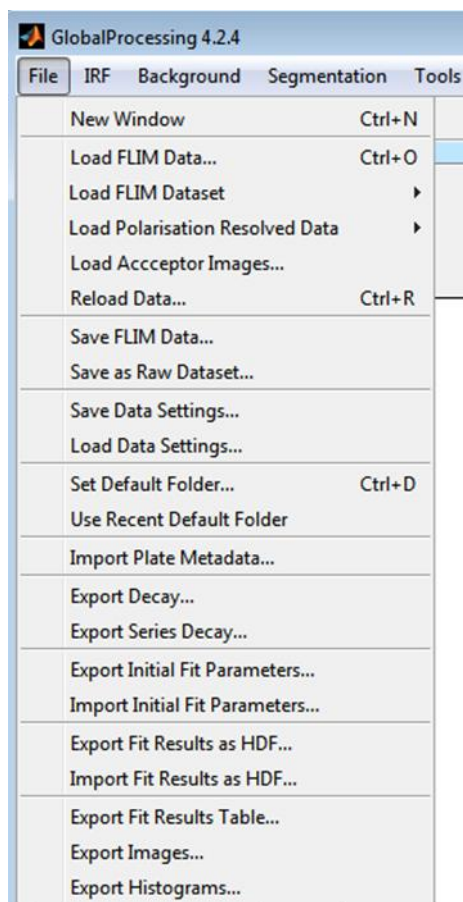 GlobalProcessing 4.2.4
File IRF Background Segmentation Tools
New Window Ctrl+N
Load FLIM Data... Ctrl+O
Load FLIM Dataset
Load Polarisation Resolved Data
Load Accceptor Images...
Reload Data... Ctrl+R
Save FLIM Data...
Save as Raw Dataset...
Save Data Settings...
Load Data Settings...
Set Default Folder... Ctrl+D
Use Recent Default Folder
Import Plate Metadata...
Export Decay...
Export Series Decay...
Export Initial Fit Parameters...
Import Initial Fit Parameters...
Export Fit Results as HDF...
Import Fit Results as HDF...
Export Fit Results Table...
Export Images...
Export Histograms...